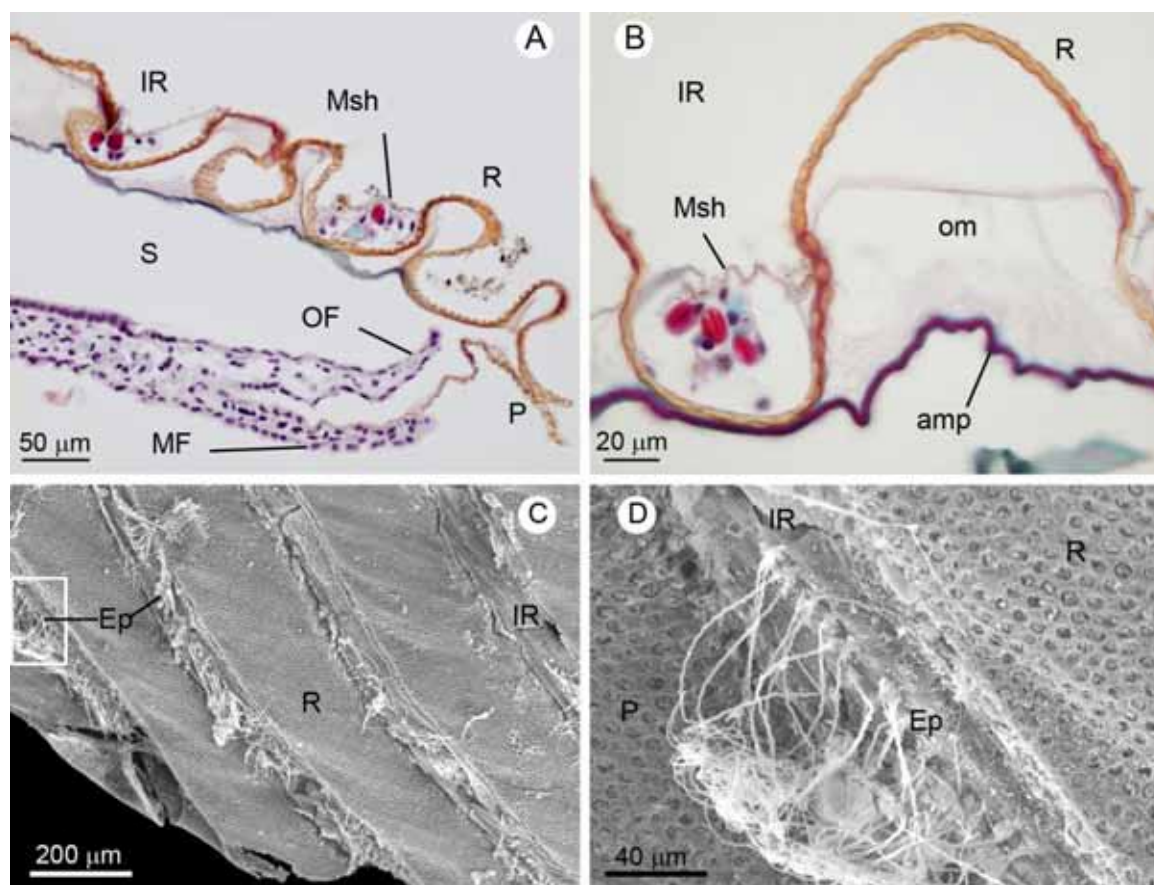 A
IR
Msh
R
S
OF
P
MF
50 μm
B
R
IR
Msh
om
amp
20 μm
C
Ep
IR
R
200 μm
D
IR
R
P
Ep
40 μm